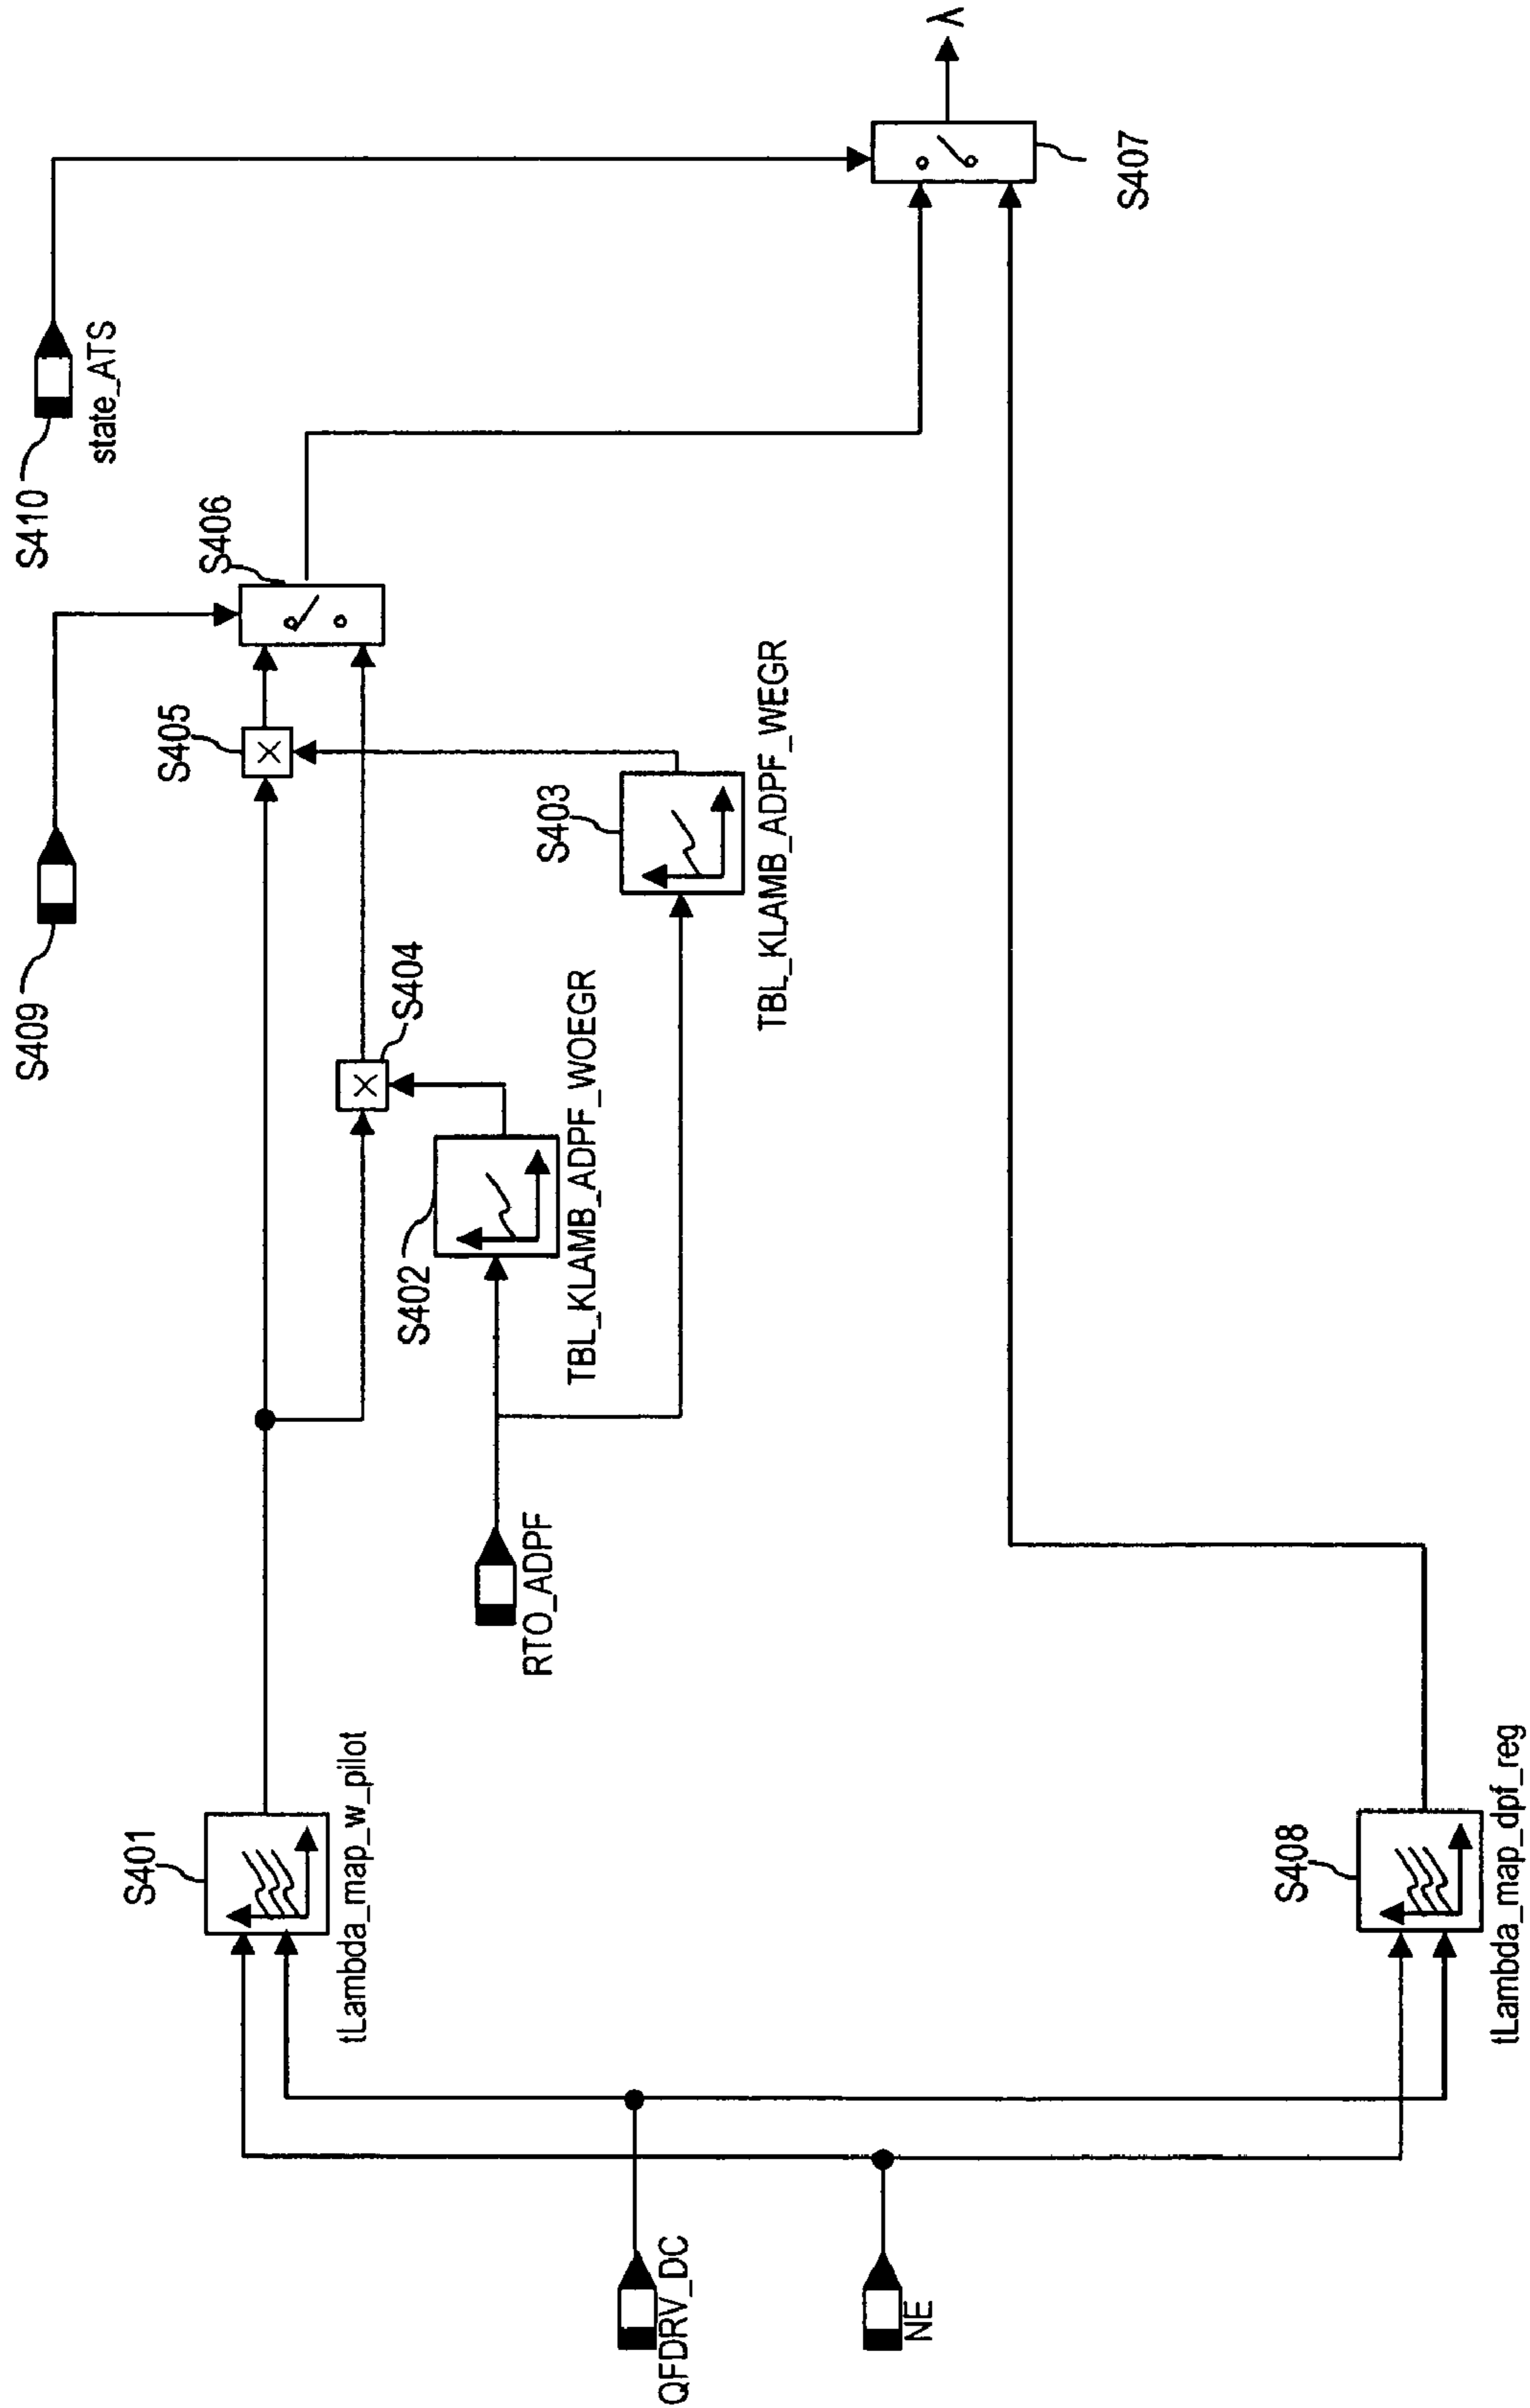 S410
state_ATS
S409
S406
S405
S404
S403
TBL_KLAMB_ADPF_WEGR
S402
TBL_KLAMB_ADPF_WOEGR
RTO_ADPF
S401
tLambda_map_w_pilot
QFDRV_DC
NE
S408
tLambda_map_dpf_reg
S407
λ